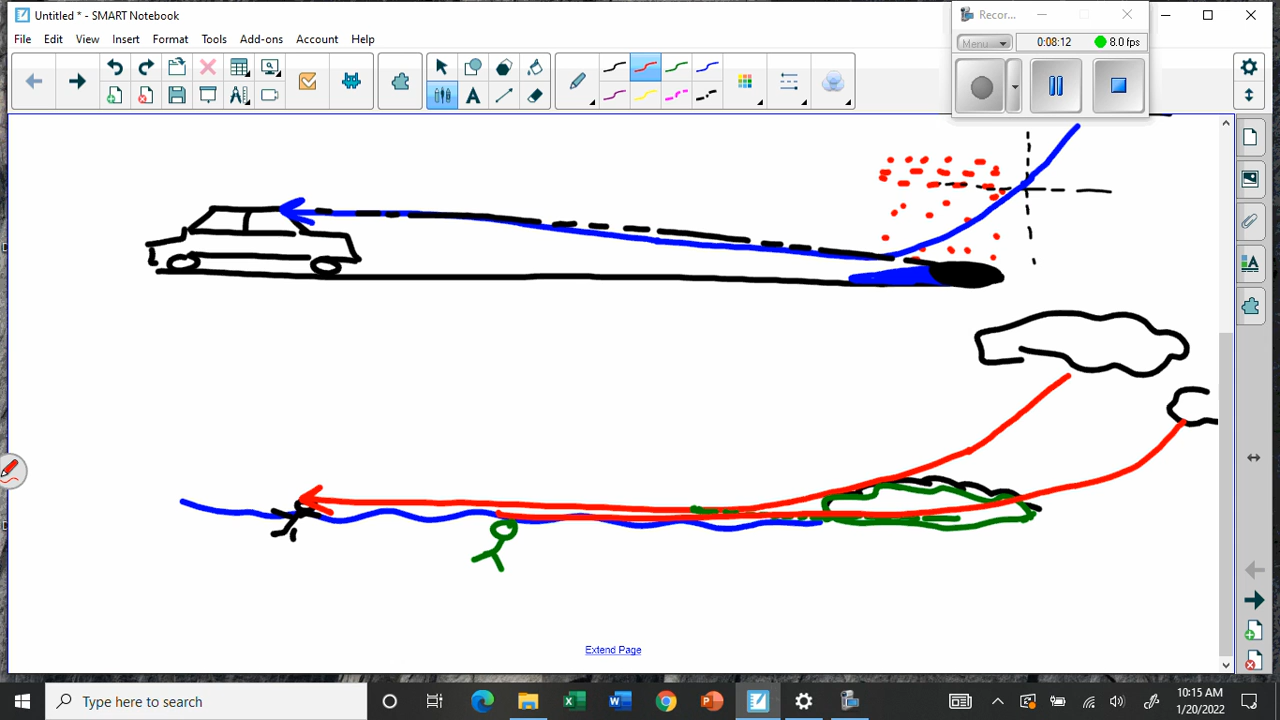 Untitled * - SMART Notebook
Recor...
File Edit View Insert Format Tools Add-ons Account Help
Menu
0:08:12
8.0 fps
Extend Page
Type here to search
10:15 AM
1/20/2022